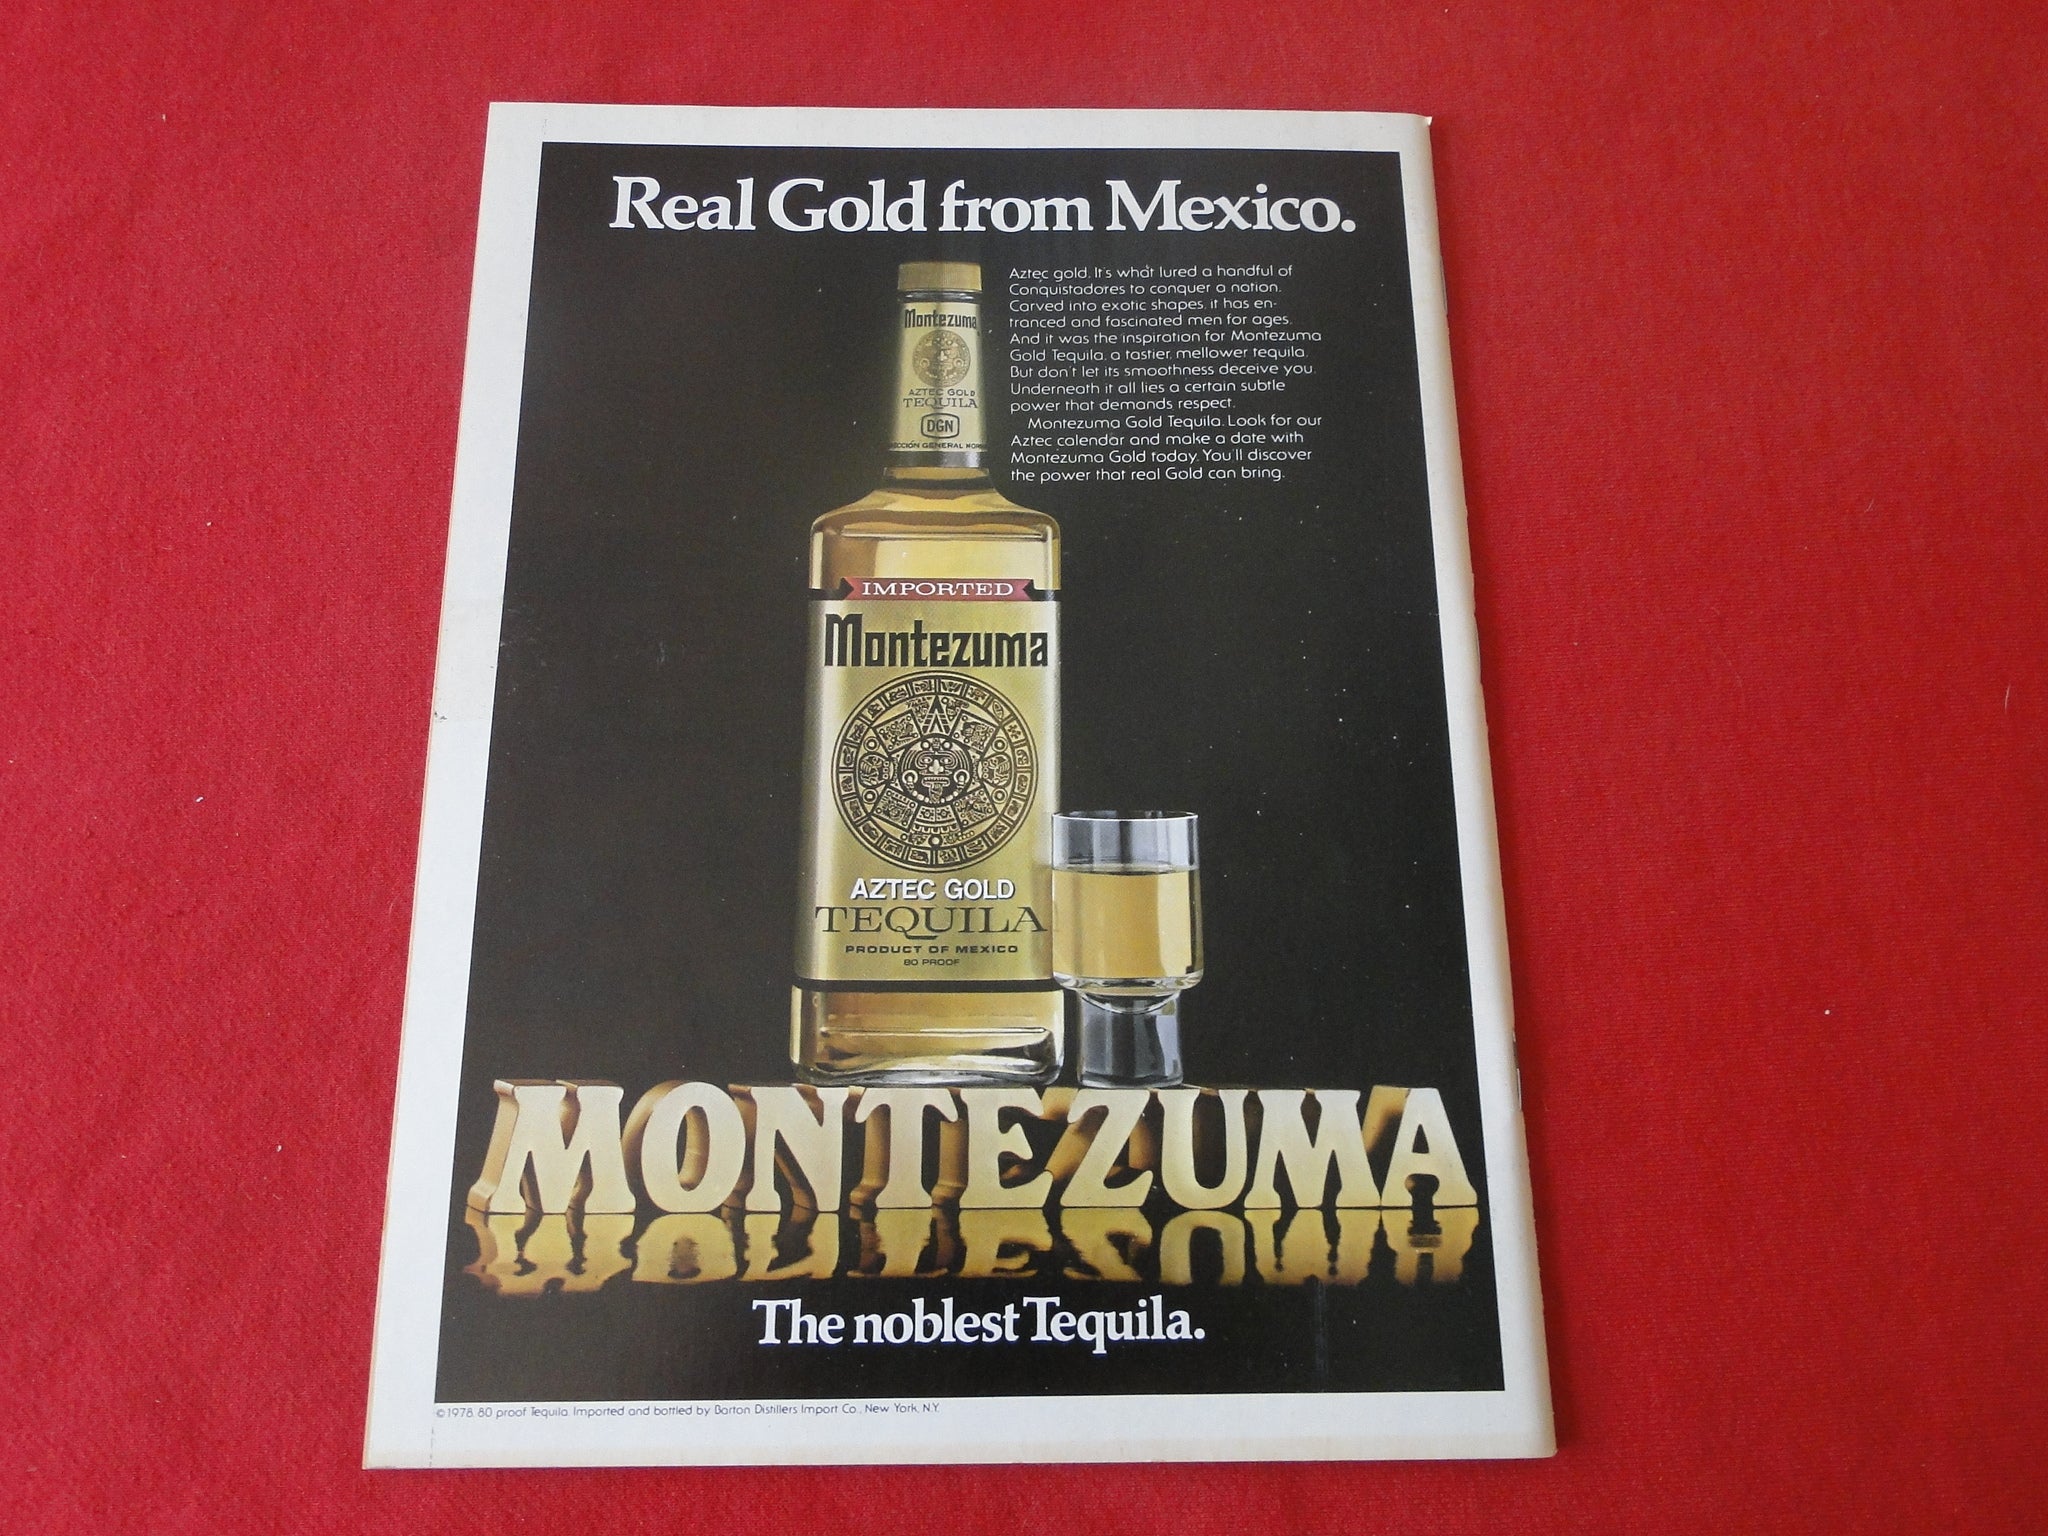 Real Gold from Mexico.
Aztec gold. It's what lured a handful of
Conquistadores to conquer a nation.
Carved into exotic shapes, it has en-
tranced and fascinated men for ages.
And it was the inspiration for Montezuma
Gold Tequila, a tastier, mellower tequila.
But don't let its smoothness deceive you.
Underneath it all lies a certain subtle
power that demands respect.
Montezuma Gold Tequila. Look for our
Aztec calendar and make a date with
Montezuma Gold today. You'll discover
the power that real Gold can bring.
Montezuma
AZTEC GOLD
TEQUILA
DGN
GENERAL
IMPORTED
Montezuma
AZTEC GOLD
TEQUILA
PRODUCT OF MEXICO
80 PROOF
MONTEZUMA
The noblest Tequila.
©1978. 80 proof Tequila. Imported and bottled by Barton Distillers Import Co., New York, N.Y.